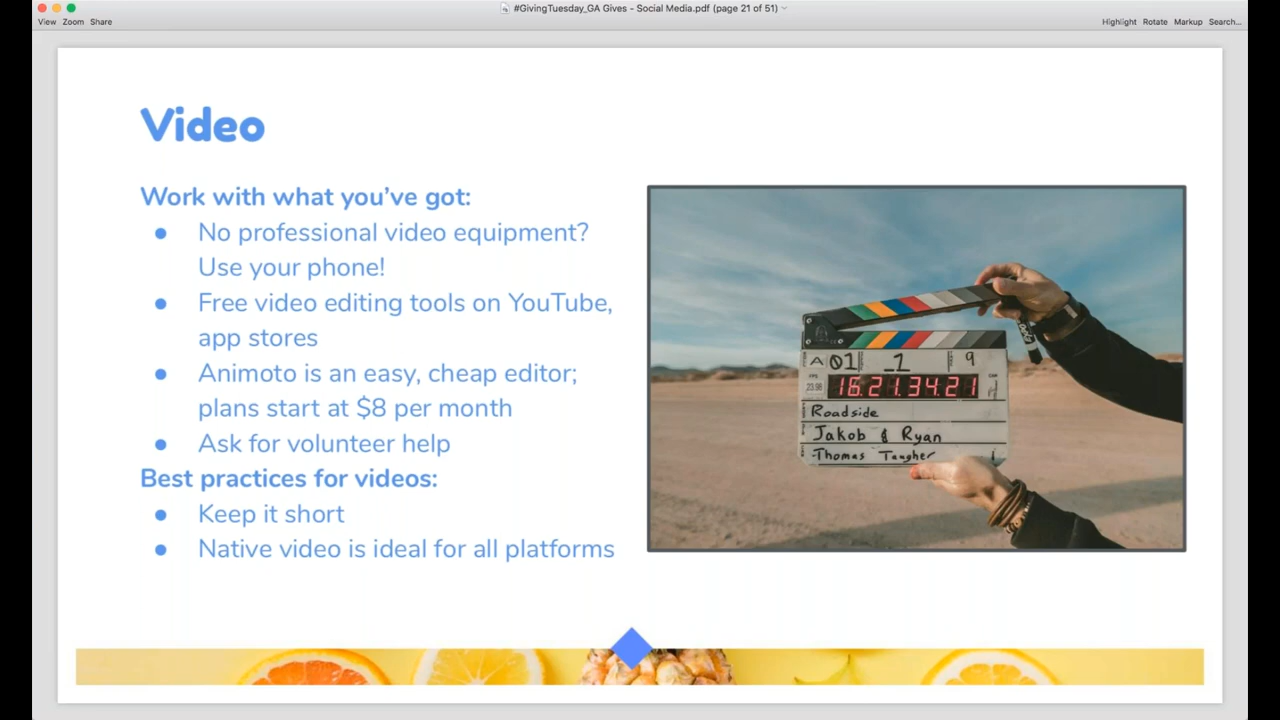 #GivingTuesday_GA Gives - Social Media.pdf (page 21 of 51)
View Zoom Share
Highlight Rotate Markup Search...
Video
Work with what you've got:
● No professional video equipment?
Use your phone!
● Free video editing tools on YouTube,
app stores
● Animoto is an easy, cheap editor;
plans start at $8 per month
● Ask for volunteer help
Best practices for videos:
● Keep it short
● Native video is ideal for all platforms
A 01 _1 9
FPS
23.98 16.21.34.21
Roadside
Jakob & Ryan
Thomas Taugher